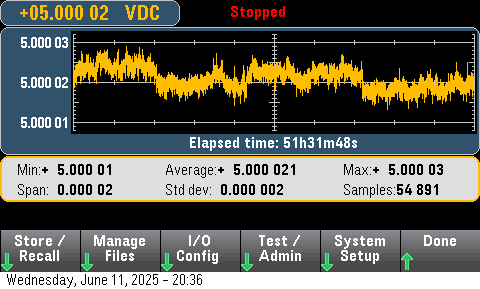 +05.000 02 VDC Stopped
5.000 03
5.000 02
5.000 01
Elapsed time: 51h31m48s
Min:+ 5.000 01 Average:+ 5.000 021 Max:+ 5.000 03
Span: 0.000 02 Std dev: 0.000 002 Samples:54 891
Store / Manage I/O Test / System Done
Recall Files Config Admin Setup
Wednesday, June 11, 2025 – 20:36